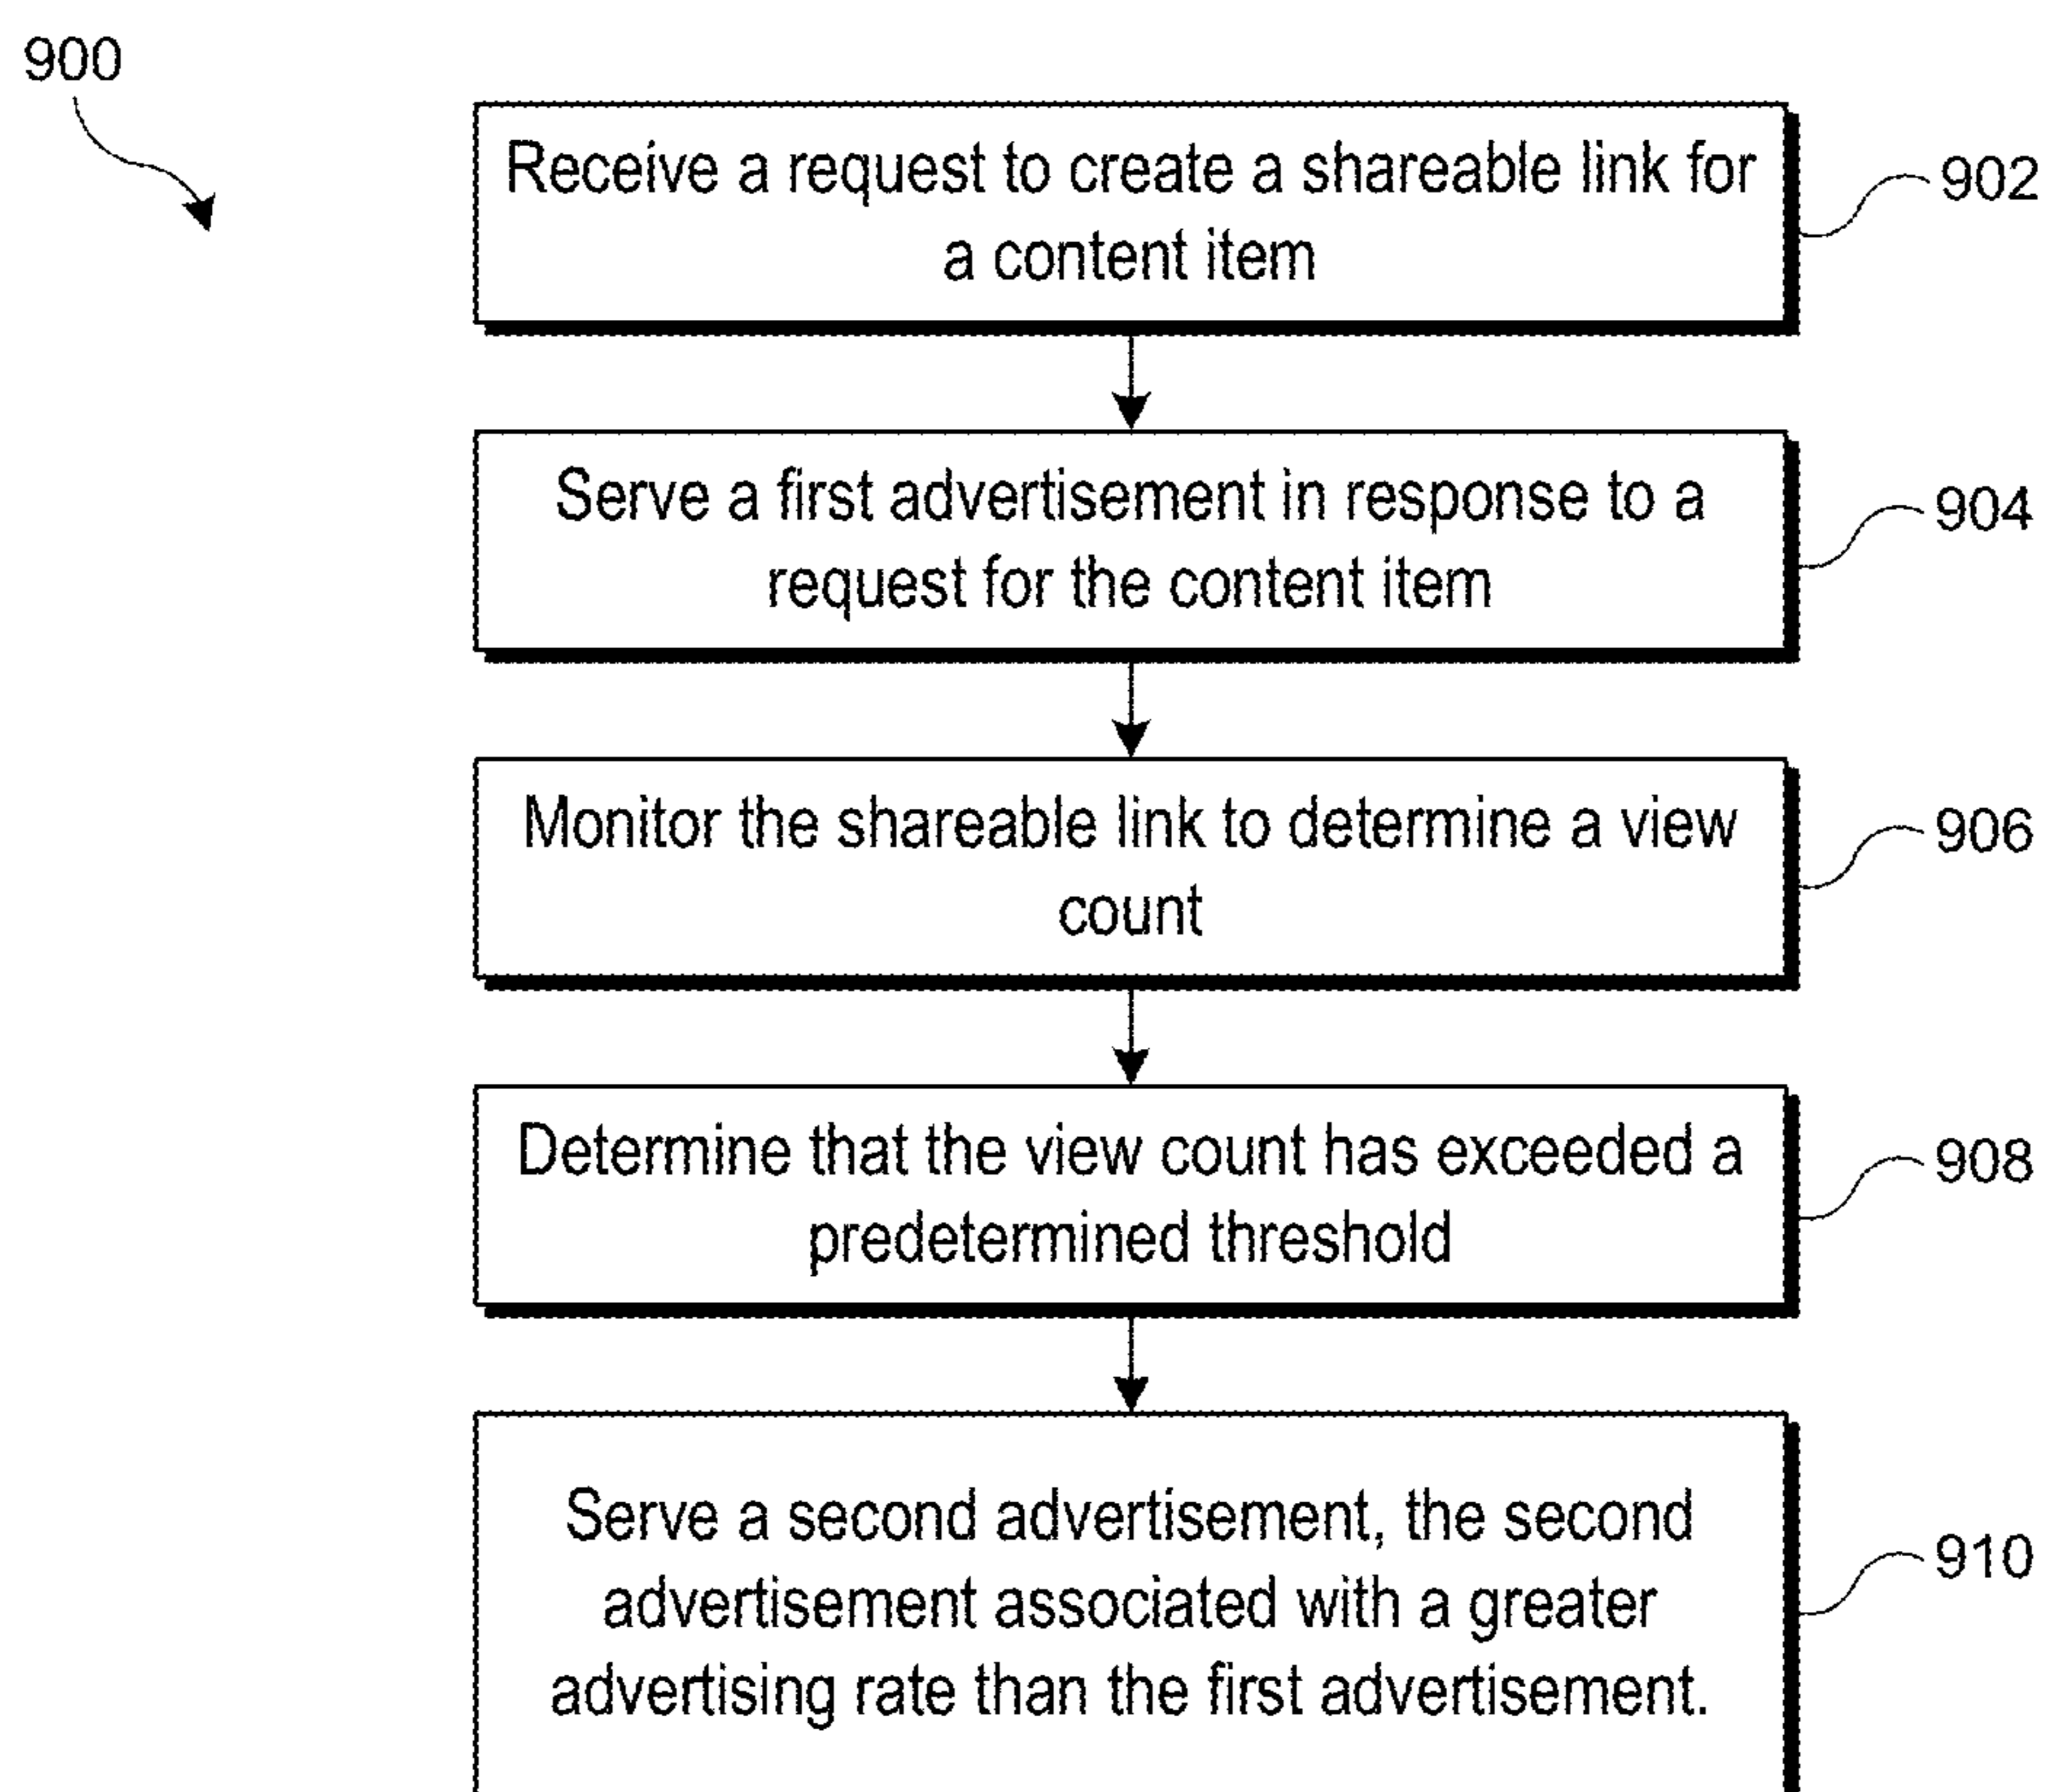 900
Receive a request to create a shareable link for
a content item
902
Serve a first advertisement in response to a
request for the content item
904
Monitor the shareable link to determine a view
count
906
Determine that the view count has exceeded a
predetermined threshold
908
Serve a second advertisement, the second
advertisement associated with a greater
advertising rate than the first advertisement.
910